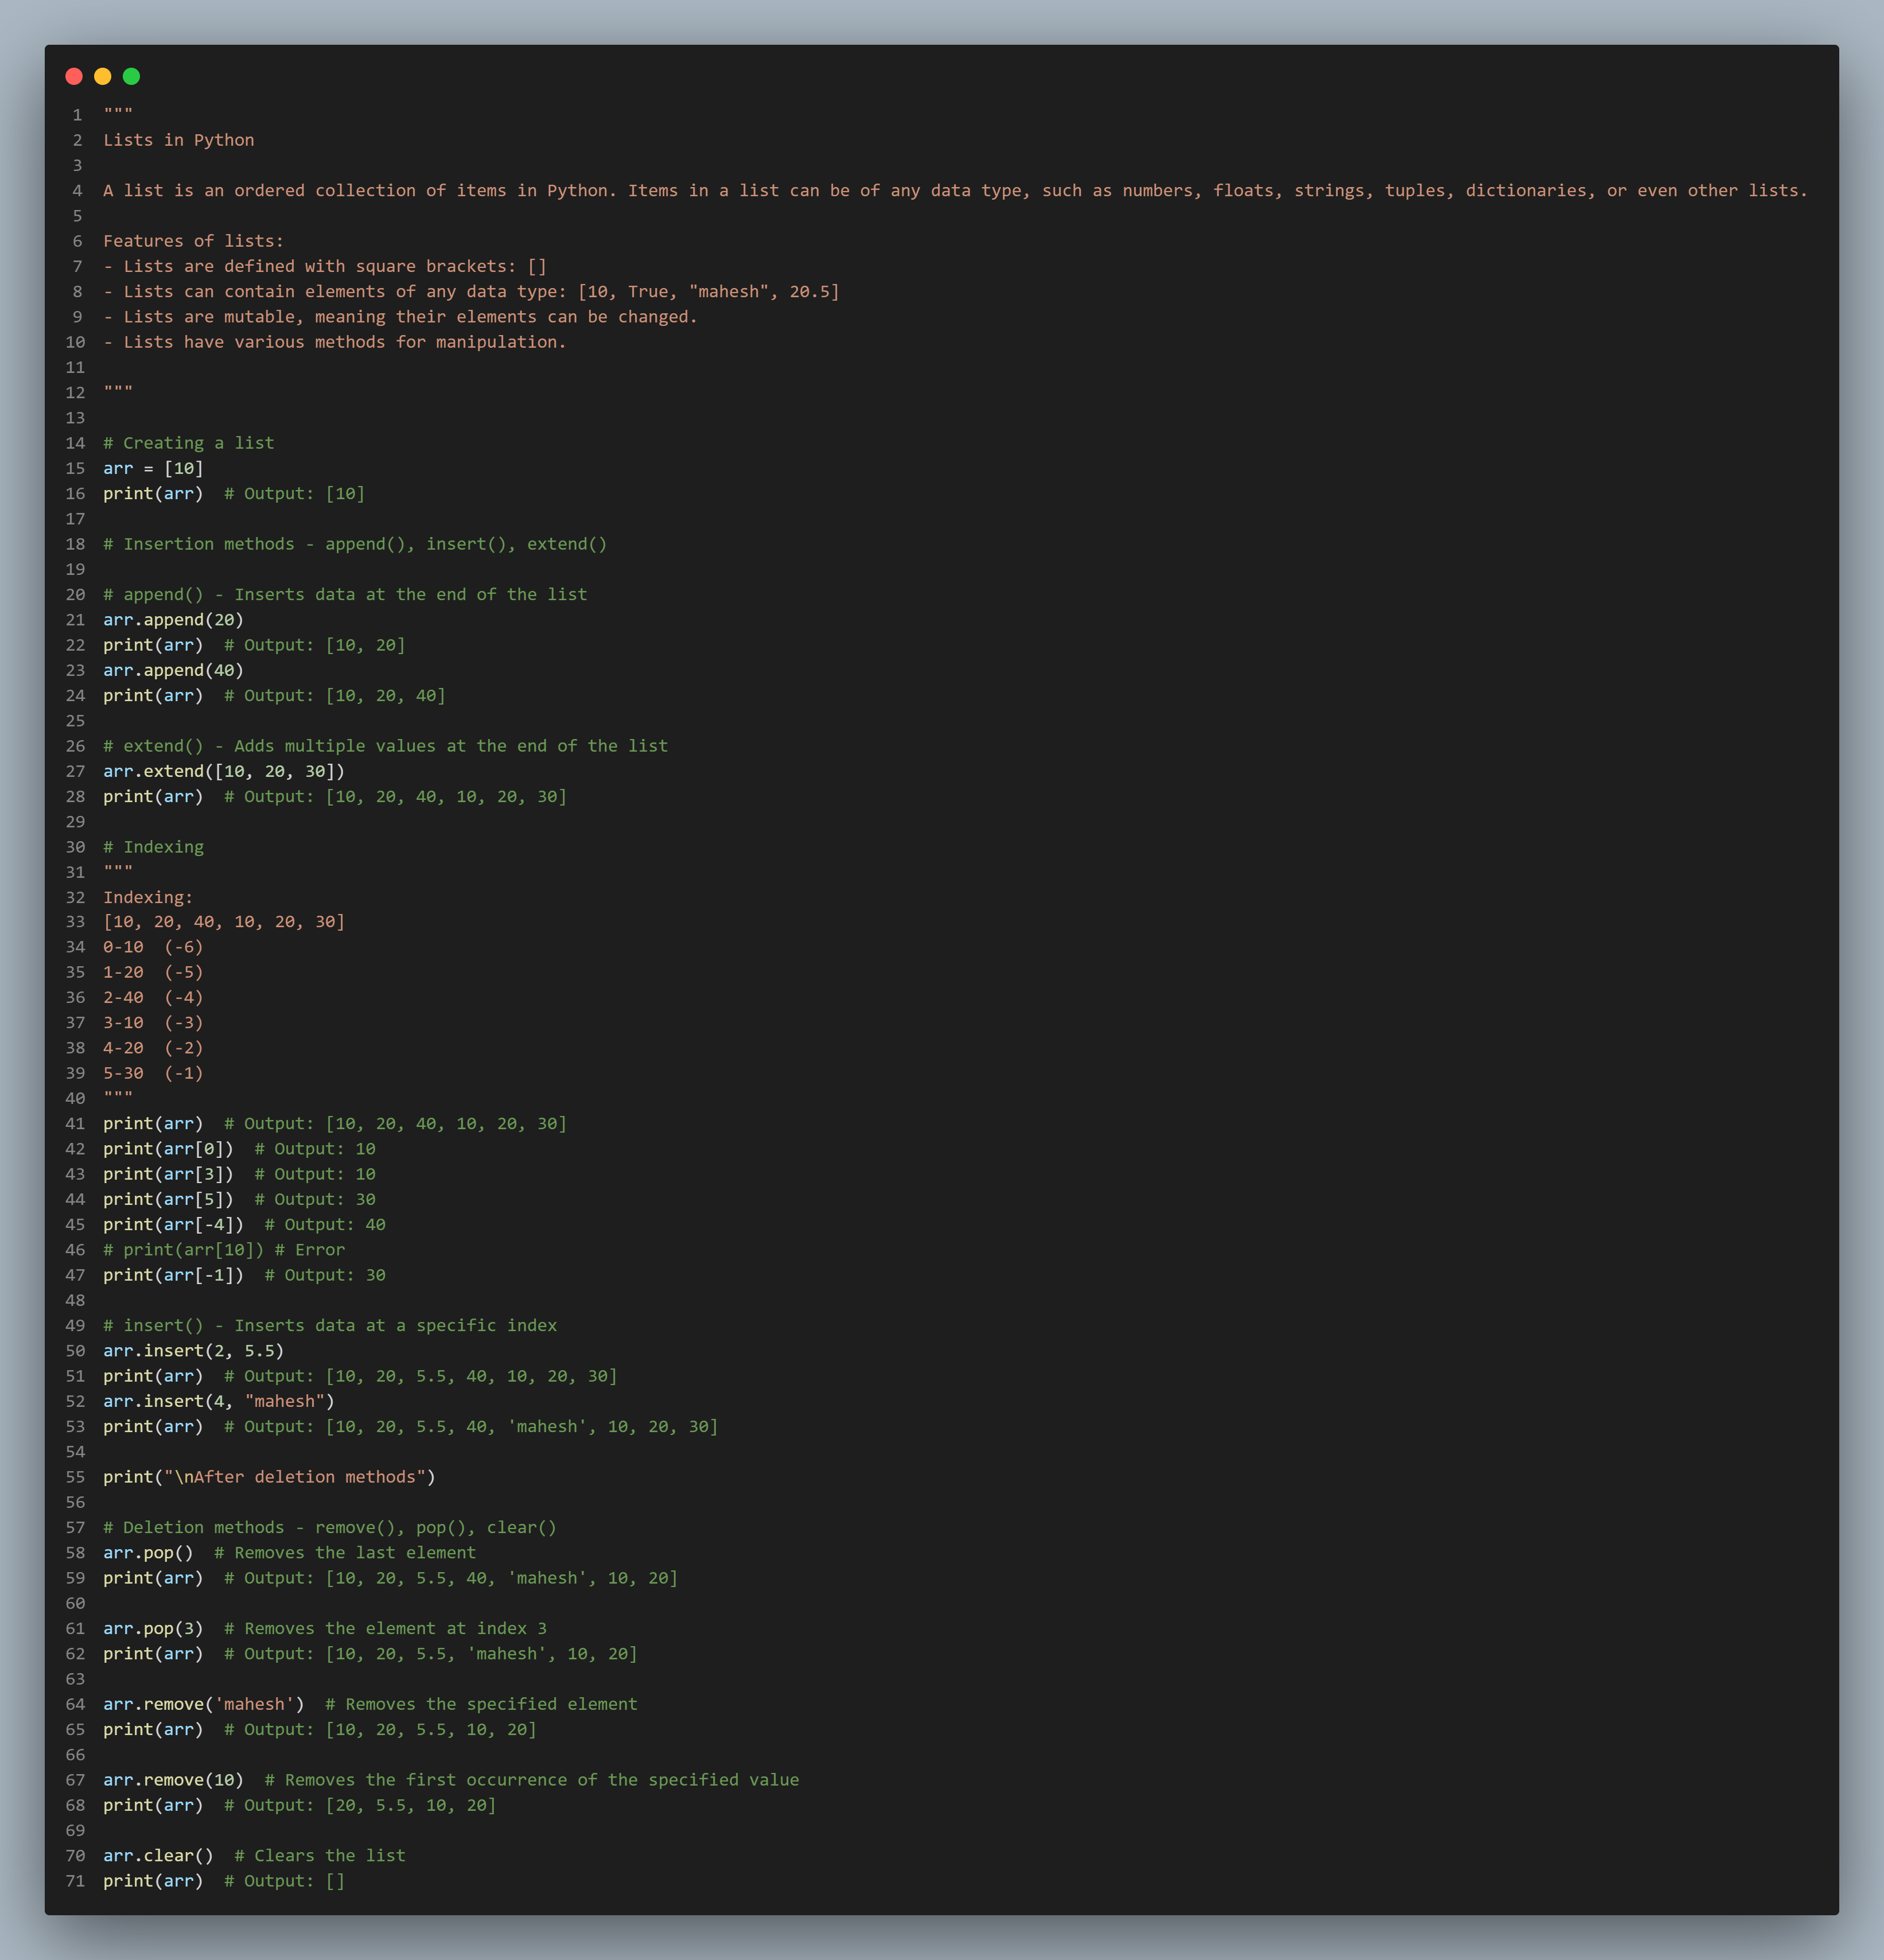 1 """
2 Lists in Python
3
4 A list is an ordered collection of items in Python. Items in a list can be of any data type, such as numbers, floats, strings, tuples, dictionaries, or even other lists.
5
6 Features of lists:
7 - Lists are defined with square brackets: []
8 - Lists can contain elements of any data type: [10, True, "mahesh", 20.5]
9 - Lists are mutable, meaning their elements can be changed.
10 - Lists have various methods for manipulation.
11
12 """
13
14 # Creating a list
15 arr = [10]
16 print(arr)  # Output: [10]
17
18 # Insertion methods - append(), insert(), extend()
19
20 # append() - Inserts data at the end of the list
21 arr.append(20)
22 print(arr)  # Output: [10, 20]
23 arr.append(40)
24 print(arr)  # Output: [10, 20, 40]
25
26 # extend() - Adds multiple values at the end of the list
27 arr.extend([10, 20, 30])
28 print(arr)  # Output: [10, 20, 40, 10, 20, 30]
29
30 # Indexing
31 """
32 Indexing:
33 [10, 20, 40, 10, 20, 30]
34 0-10  (-6)
35 1-20  (-5)
36 2-40  (-4)
37 3-10  (-3)
38 4-20  (-2)
39 5-30  (-1)
40 """
41 print(arr)  # Output: [10, 20, 40, 10, 20, 30]
42 print(arr[0])  # Output: 10
43 print(arr[3])  # Output: 10
44 print(arr[5])  # Output: 30
45 print(arr[-4])  # Output: 40
46 # print(arr[10]) # Error
47 print(arr[-1])  # Output: 30
48
49 # insert() - Inserts data at a specific index
50 arr.insert(2, 5.5)
51 print(arr)  # Output: [10, 20, 5.5, 40, 10, 20, 30]
52 arr.insert(4, "mahesh")
53 print(arr)  # Output: [10, 20, 5.5, 40, 'mahesh', 10, 20, 30]
54
55 print("\nAfter deletion methods")
56
57 # Deletion methods - remove(), pop(), clear()
58 arr.pop()  # Removes the last element
59 print(arr)  # Output: [10, 20, 5.5, 40, 'mahesh', 10, 20]
60
61 arr.pop(3)  # Removes the element at index 3
62 print(arr)  # Output: [10, 20, 5.5, 'mahesh', 10, 20]
63
64 arr.remove('mahesh')  # Removes the specified element
65 print(arr)  # Output: [10, 20, 5.5, 10, 20]
66
67 arr.remove(10)  # Removes the first occurrence of the specified value
68 print(arr)  # Output: [20, 5.5, 10, 20]
69
70 arr.clear()  # Clears the list
71 print(arr)  # Output: []